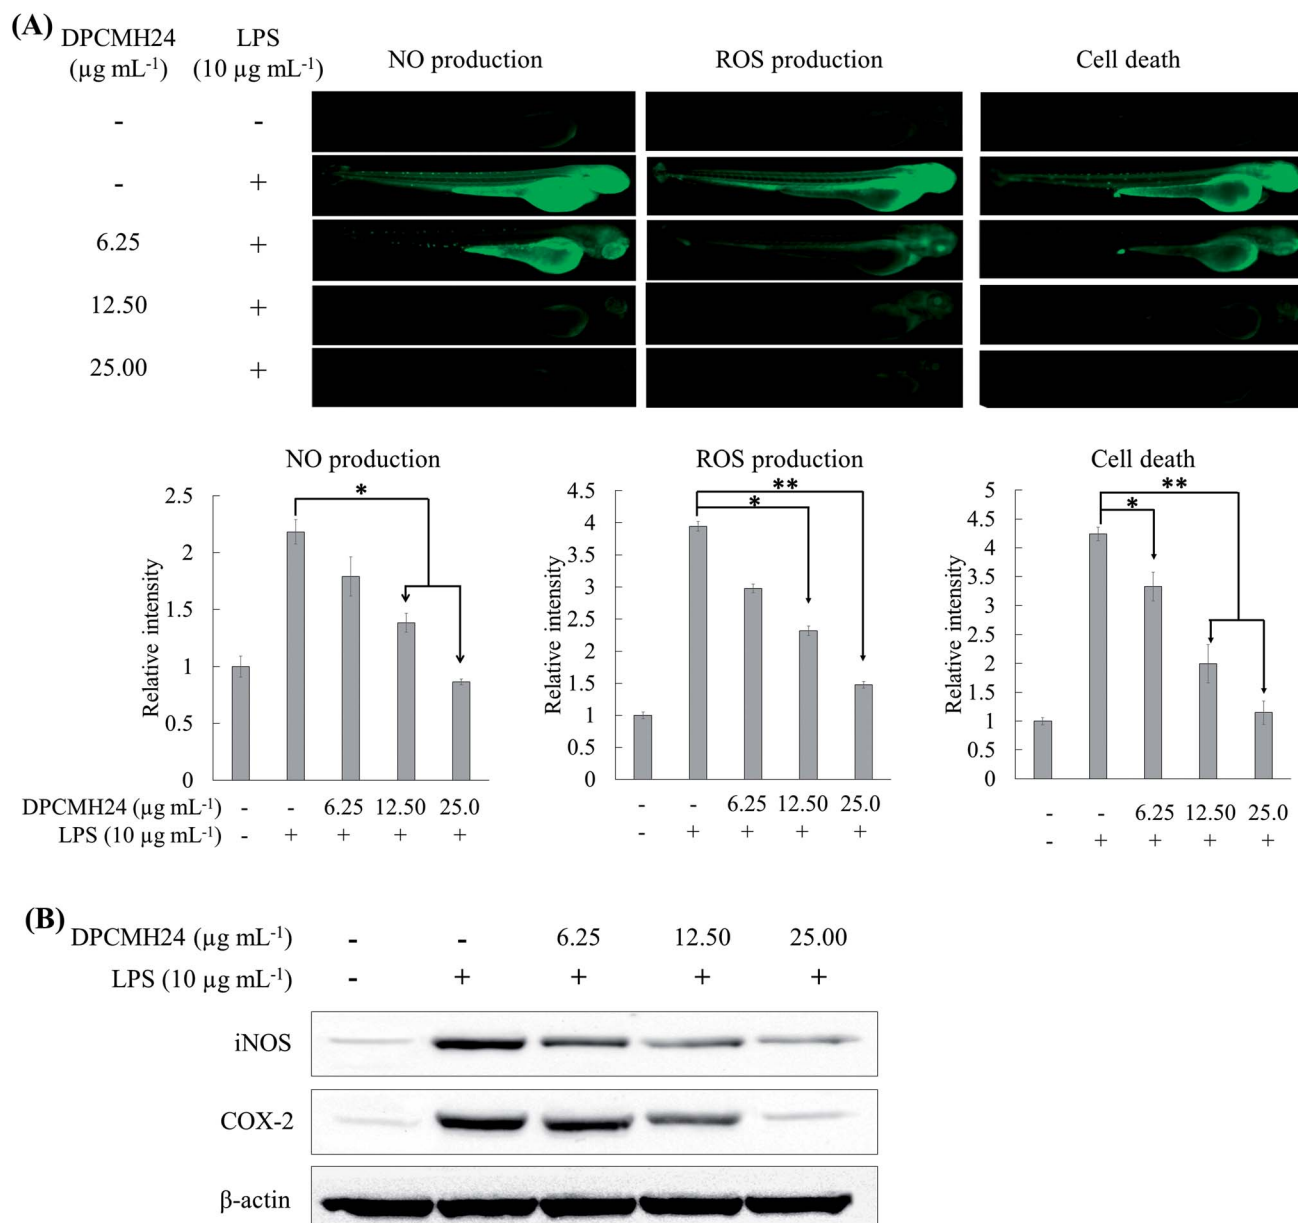 (A)
DPCMH24 LPS
(µg mL-1) (10 µg mL-1) NO production ROS production Cell death
- -
- +
6.25 +
12.50 +
25.00 +
NO production
Relative intensity
2.5
2
1.5
1
0.5
0
*
ROS production
Relative intensity
4.5
4
3.5
3
2.5
2
1.5
1
0.5
0
**
*
Cell death
Relative intensity
5
4.5
4
3.5
3
2.5
2
1.5
1
0.5
0
**
*
DPCMH24 (µg mL-1) - - 6.25 12.50 25.0 - - 6.25 12.50 25.0 - - 6.25 12.50 25.0
LPS (10 µg mL-1) - + + + + - + + + + - + + + +
(B)
DPCMH24 (µg mL-1) - - 6.25 12.50 25.00
LPS (10 µg mL-1) - + + + +
iNOS
COX-2
β-actin